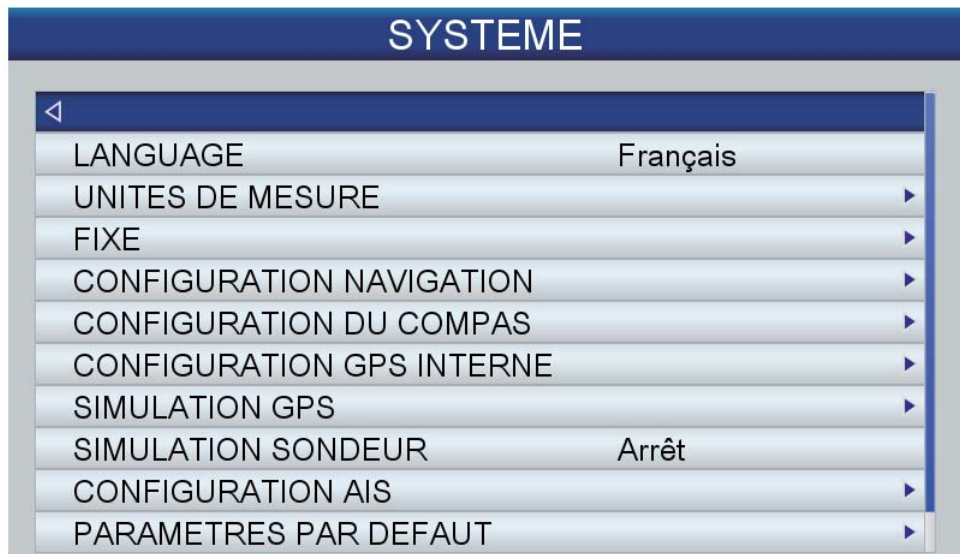 SYSTEME
LANGUAGE Français
UNITES DE MESURE
FIXE
CONFIGURATION NAVIGATION
CONFIGURATION DU COMPAS
CONFIGURATION GPS INTERNE
SIMULATION GPS
SIMULATION SONDEUR Arrêt
CONFIGURATION AIS
PARAMETRES PAR DEFAUT